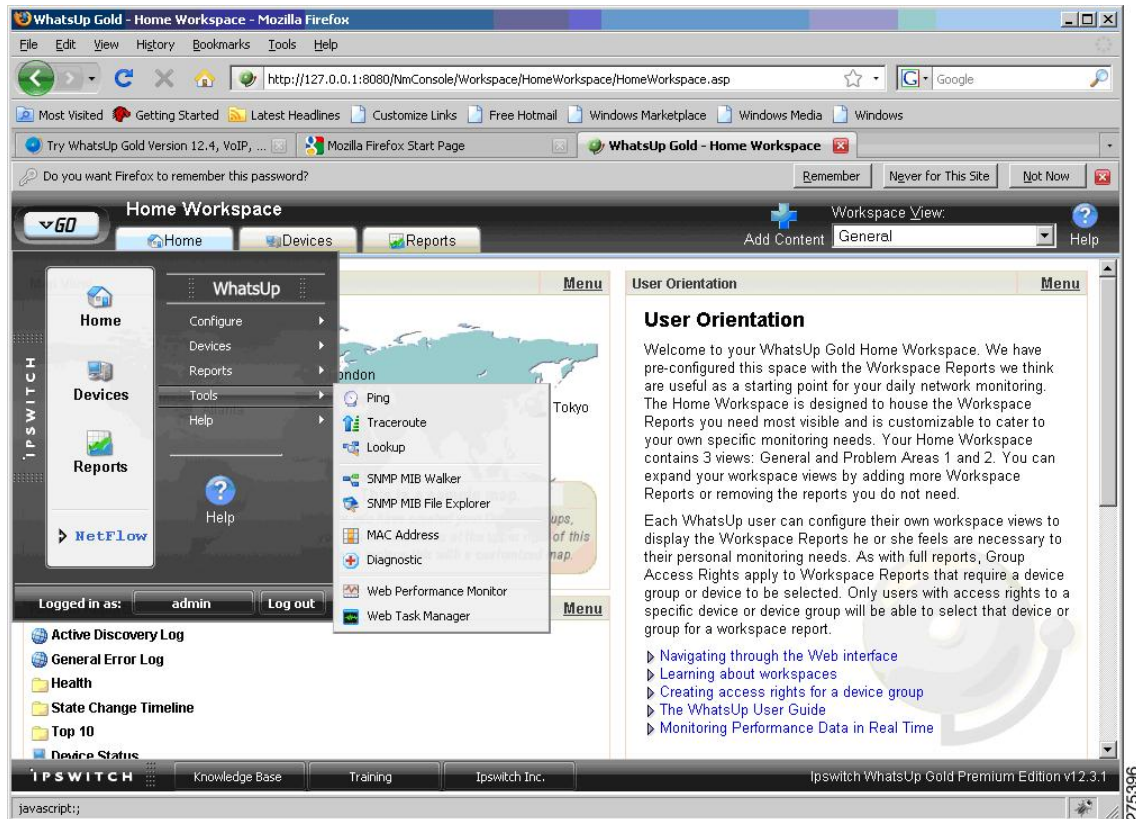 WhatsUp Gold - Home Workspace - Mozilla Firefox
File Edit View History Bookmarks Tools Help
http://127.0.0.1:8080/NmConsole/Workspace/HomeWorkspace/HomeWorkspace.asp
G Google
Most Visited Getting Started Latest Headlines Customize Links Free Hotmail Windows Marketplace Windows Media Windows
Try WhatsUp Gold Version 12.4, VoIP, ... Mozilla Firefox Start Page WhatsUp Gold - Home Workspace
Do you want Firefox to remember this password? Remember Never for This Site Not Now
GO Home Workspace
Home Devices Reports
Add Content Workspace View: General Help
IPSWITCH
Home
Devices
Reports
NetFlow
WhatsUp
Configure
Devices
Reports
Tools
Help
Help
Logged in as: admin Log out
Ping
Traceroute
Lookup
SNMP MIB Walker
SNMP MIB File Explorer
MAC Address
Diagnostic
Web Performance Monitor
Web Task Manager
Menu
ondon
Tokyo
ups,
of this
map.
Menu
Active Discovery Log
General Error Log
Health
State Change Timeline
Top 10
Device Status
User Orientation Menu
User Orientation
Welcome to your WhatsUp Gold Home Workspace. We have
pre-configured this space with the Workspace Reports we think
are useful as a starting point for your daily network monitoring.
The Home Workspace is designed to house the Workspace
Reports you need most visible and is customizable to cater to
your own specific monitoring needs. Your Home Workspace
contains 3 views: General and Problem Areas 1 and 2. You can
expand your workspace views by adding more Workspace
Reports or removing the reports you do not need.
Each WhatsUp user can configure their own workspace views to
display the Workspace Reports he or she feels are necessary to
their personal monitoring needs. As with full reports, Group
Access Rights apply to Workspace Reports that require a device
group or device to be selected. Only users with access rights to a
specific device or device group will be able to select that device or
group for a workspace report.
Navigating through the Web interface
Learning about workspaces
Creating access rights for a device group
The WhatsUp User Guide
Monitoring Performance Data in Real Time
IPSWITCH Knowledge Base Training Ipswitch Inc. Ipswitch WhatsUp Gold Premium Edition v12.3.1
javascript:;
275396